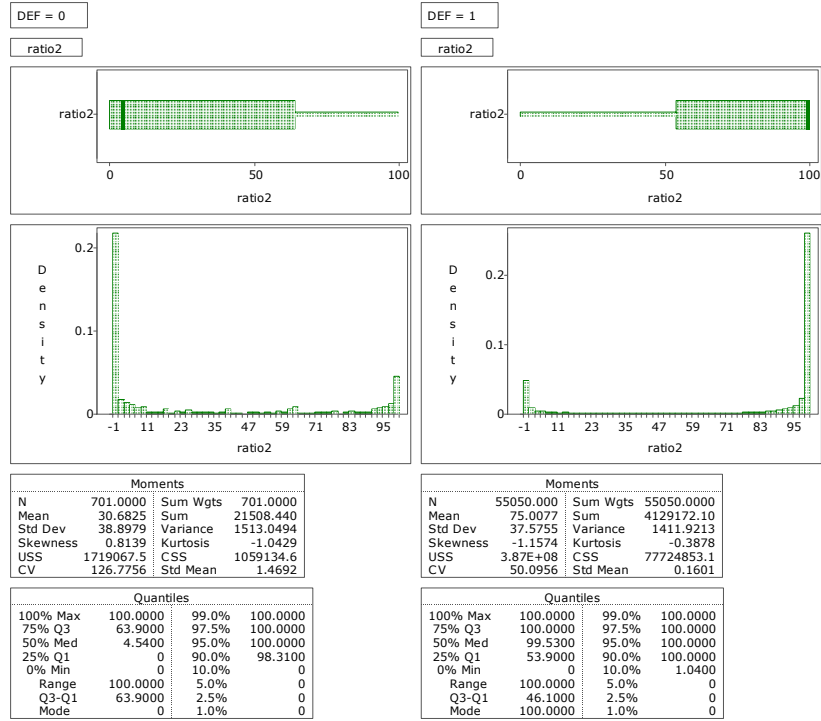 DEF = 0
ratio2
ratio2
0 50 100
ratio2
Density
0.2
0.1
0
-1 11 23 35 47 59 71 83 95
ratio2
Moments
N 701.0000 Sum Wgts 701.0000
Mean 30.6825 Sum 21508.440
Std Dev 38.8979 Variance 1513.0494
Skewness 0.8139 Kurtosis -1.0429
USS 1719067.5 CSS 1059134.6
CV 126.7756 Std Mean 1.4692
Quantiles
100% Max 100.0000 99.0% 100.0000
75% Q3 63.9000 97.5% 100.0000
50% Med 4.5400 95.0% 100.0000
25% Q1 0 90.0% 98.3100
0% Min 0 10.0% 0
Range 100.0000 5.0% 0
Q3-Q1 63.9000 2.5% 0
Mode 0 1.0% 0
DEF = 1
ratio2
ratio2
0 50 100
ratio2
Density
0.2
0.1
0
-1 11 23 35 47 59 71 83 95
ratio2
Moments
N 55050.000 Sum Wgts 55050.0000
Mean 75.0077 Sum 4129172.10
Std Dev 37.5755 Variance 1411.9213
Skewness -1.1574 Kurtosis -0.3878
USS 3.87E+08 CSS 77724853.1
CV 50.0956 Std Mean 0.1601
Quantiles
100% Max 100.0000 99.0% 100.0000
75% Q3 100.0000 97.5% 100.0000
50% Med 99.5300 95.0% 100.0000
25% Q1 53.9000 90.0% 100.0000
0% Min 0 10.0% 1.0400
Range 100.0000 5.0% 0
Q3-Q1 46.1000 2.5% 0
Mode 100.0000 1.0% 0